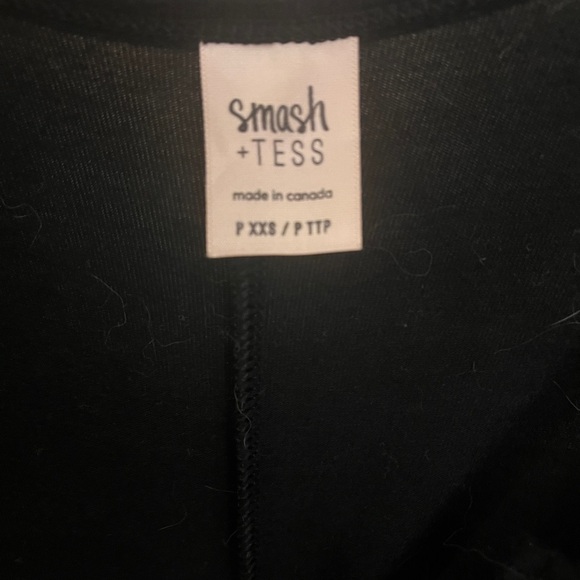 smash
+TESS
made in canada
P XXS / P TTP